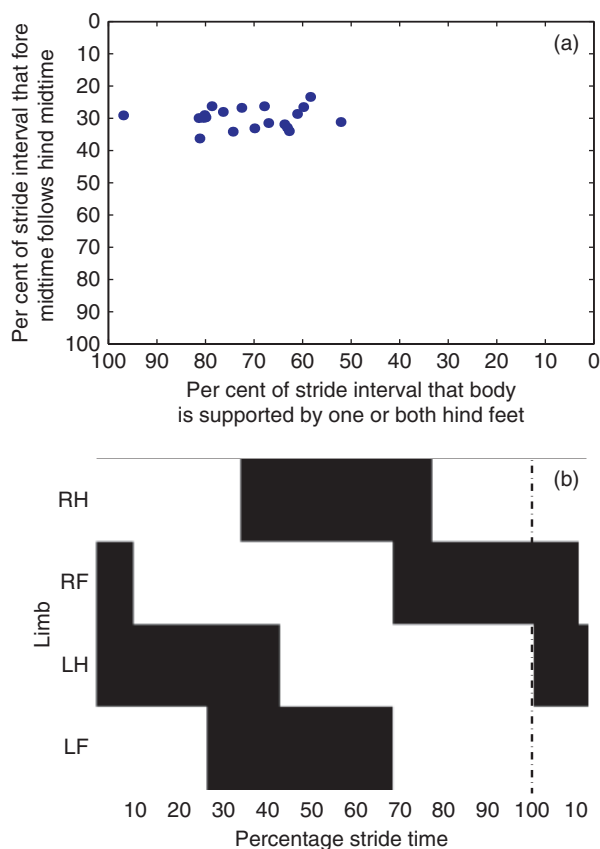 (a)
Per cent of stride interval that fore
midtime follows hind midtime
0
10
20
30
40
50
60
70
80
90
100
100 90 80 70 60 50 40 30 20 10 0
Per cent of stride interval that body
is supported by one or both hind feet
(b)
Limb
RH
RF
LH
LF
10 20 30 40 50 60 70 80 90 100 10
Percentage stride time